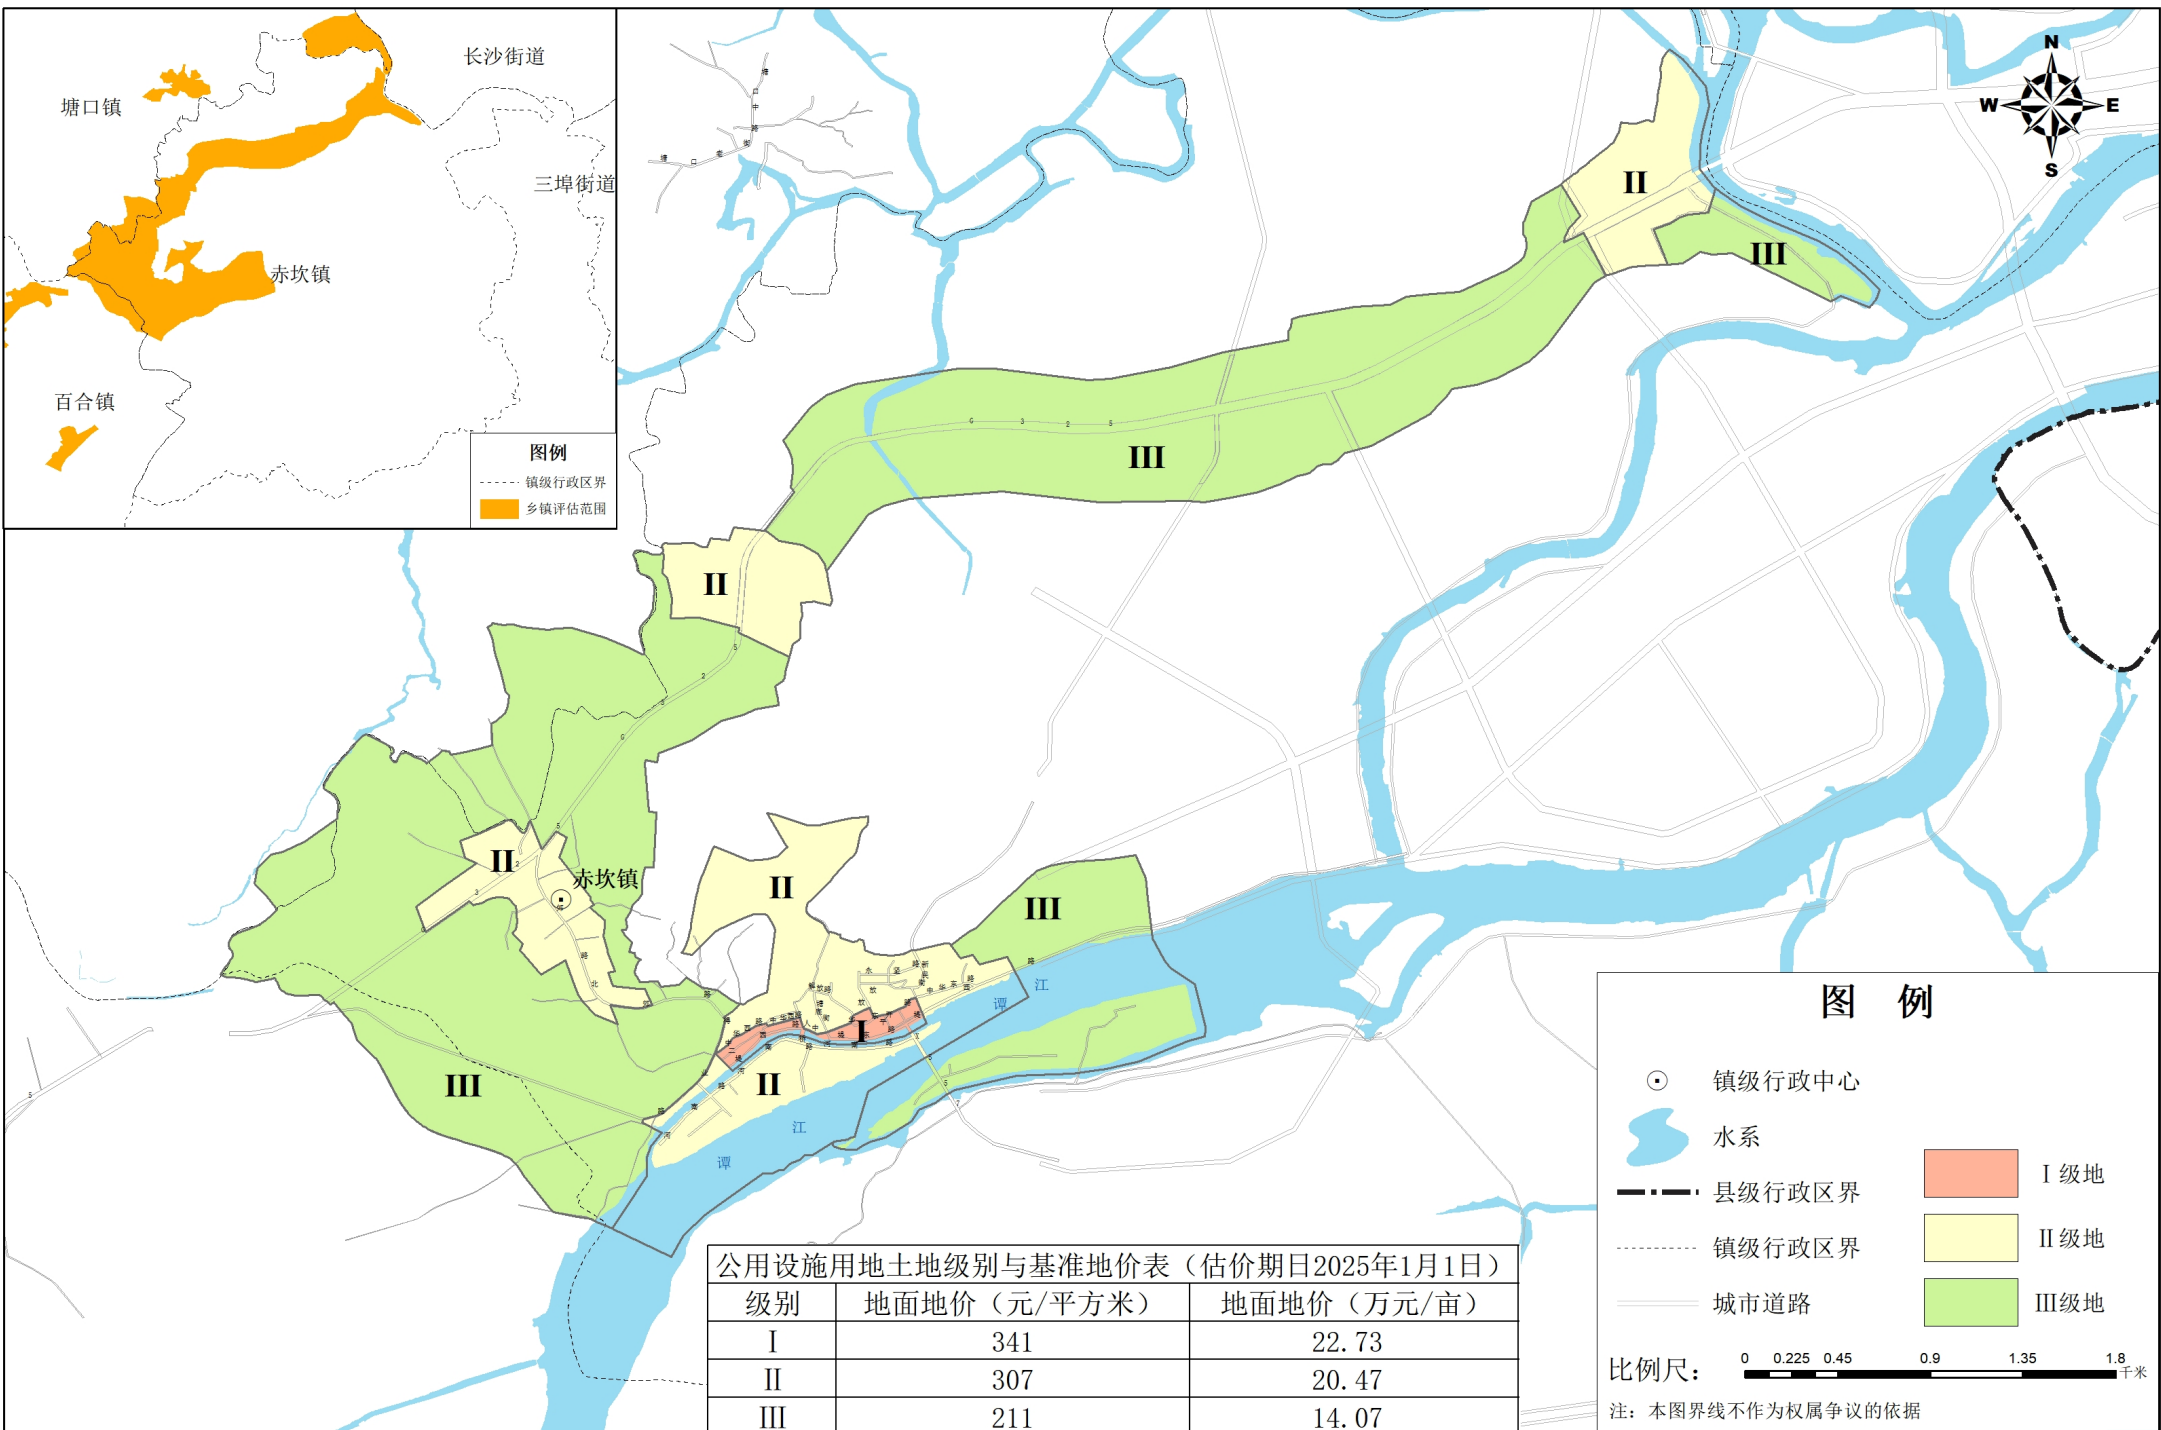 长沙街道
塘口镇
三埠街道
赤坎镇
百合镇
图例
镇级行政区界
乡镇评估范围
N
W
E
S
II
III
III
II
II
赤坎镇
II
III
I
II
III
G
3
2
5
谭
江
谭
江
图 例
镇级行政中心
水系
县级行政区界
镇级行政区界
城市道路
I级地
II级地
III级地
比例尺:
0 0.225 0.45 0.9 1.35 1.8
千米
注: 本图界线不作为权属争议的依据
公用设施用地土地级别与基准地价表（估价期日2025年1月1日）
级别 地面地价（元/平方米） 地面地价（万元/亩）
I 341 22.73
II 307 20.47
III 211 14.07